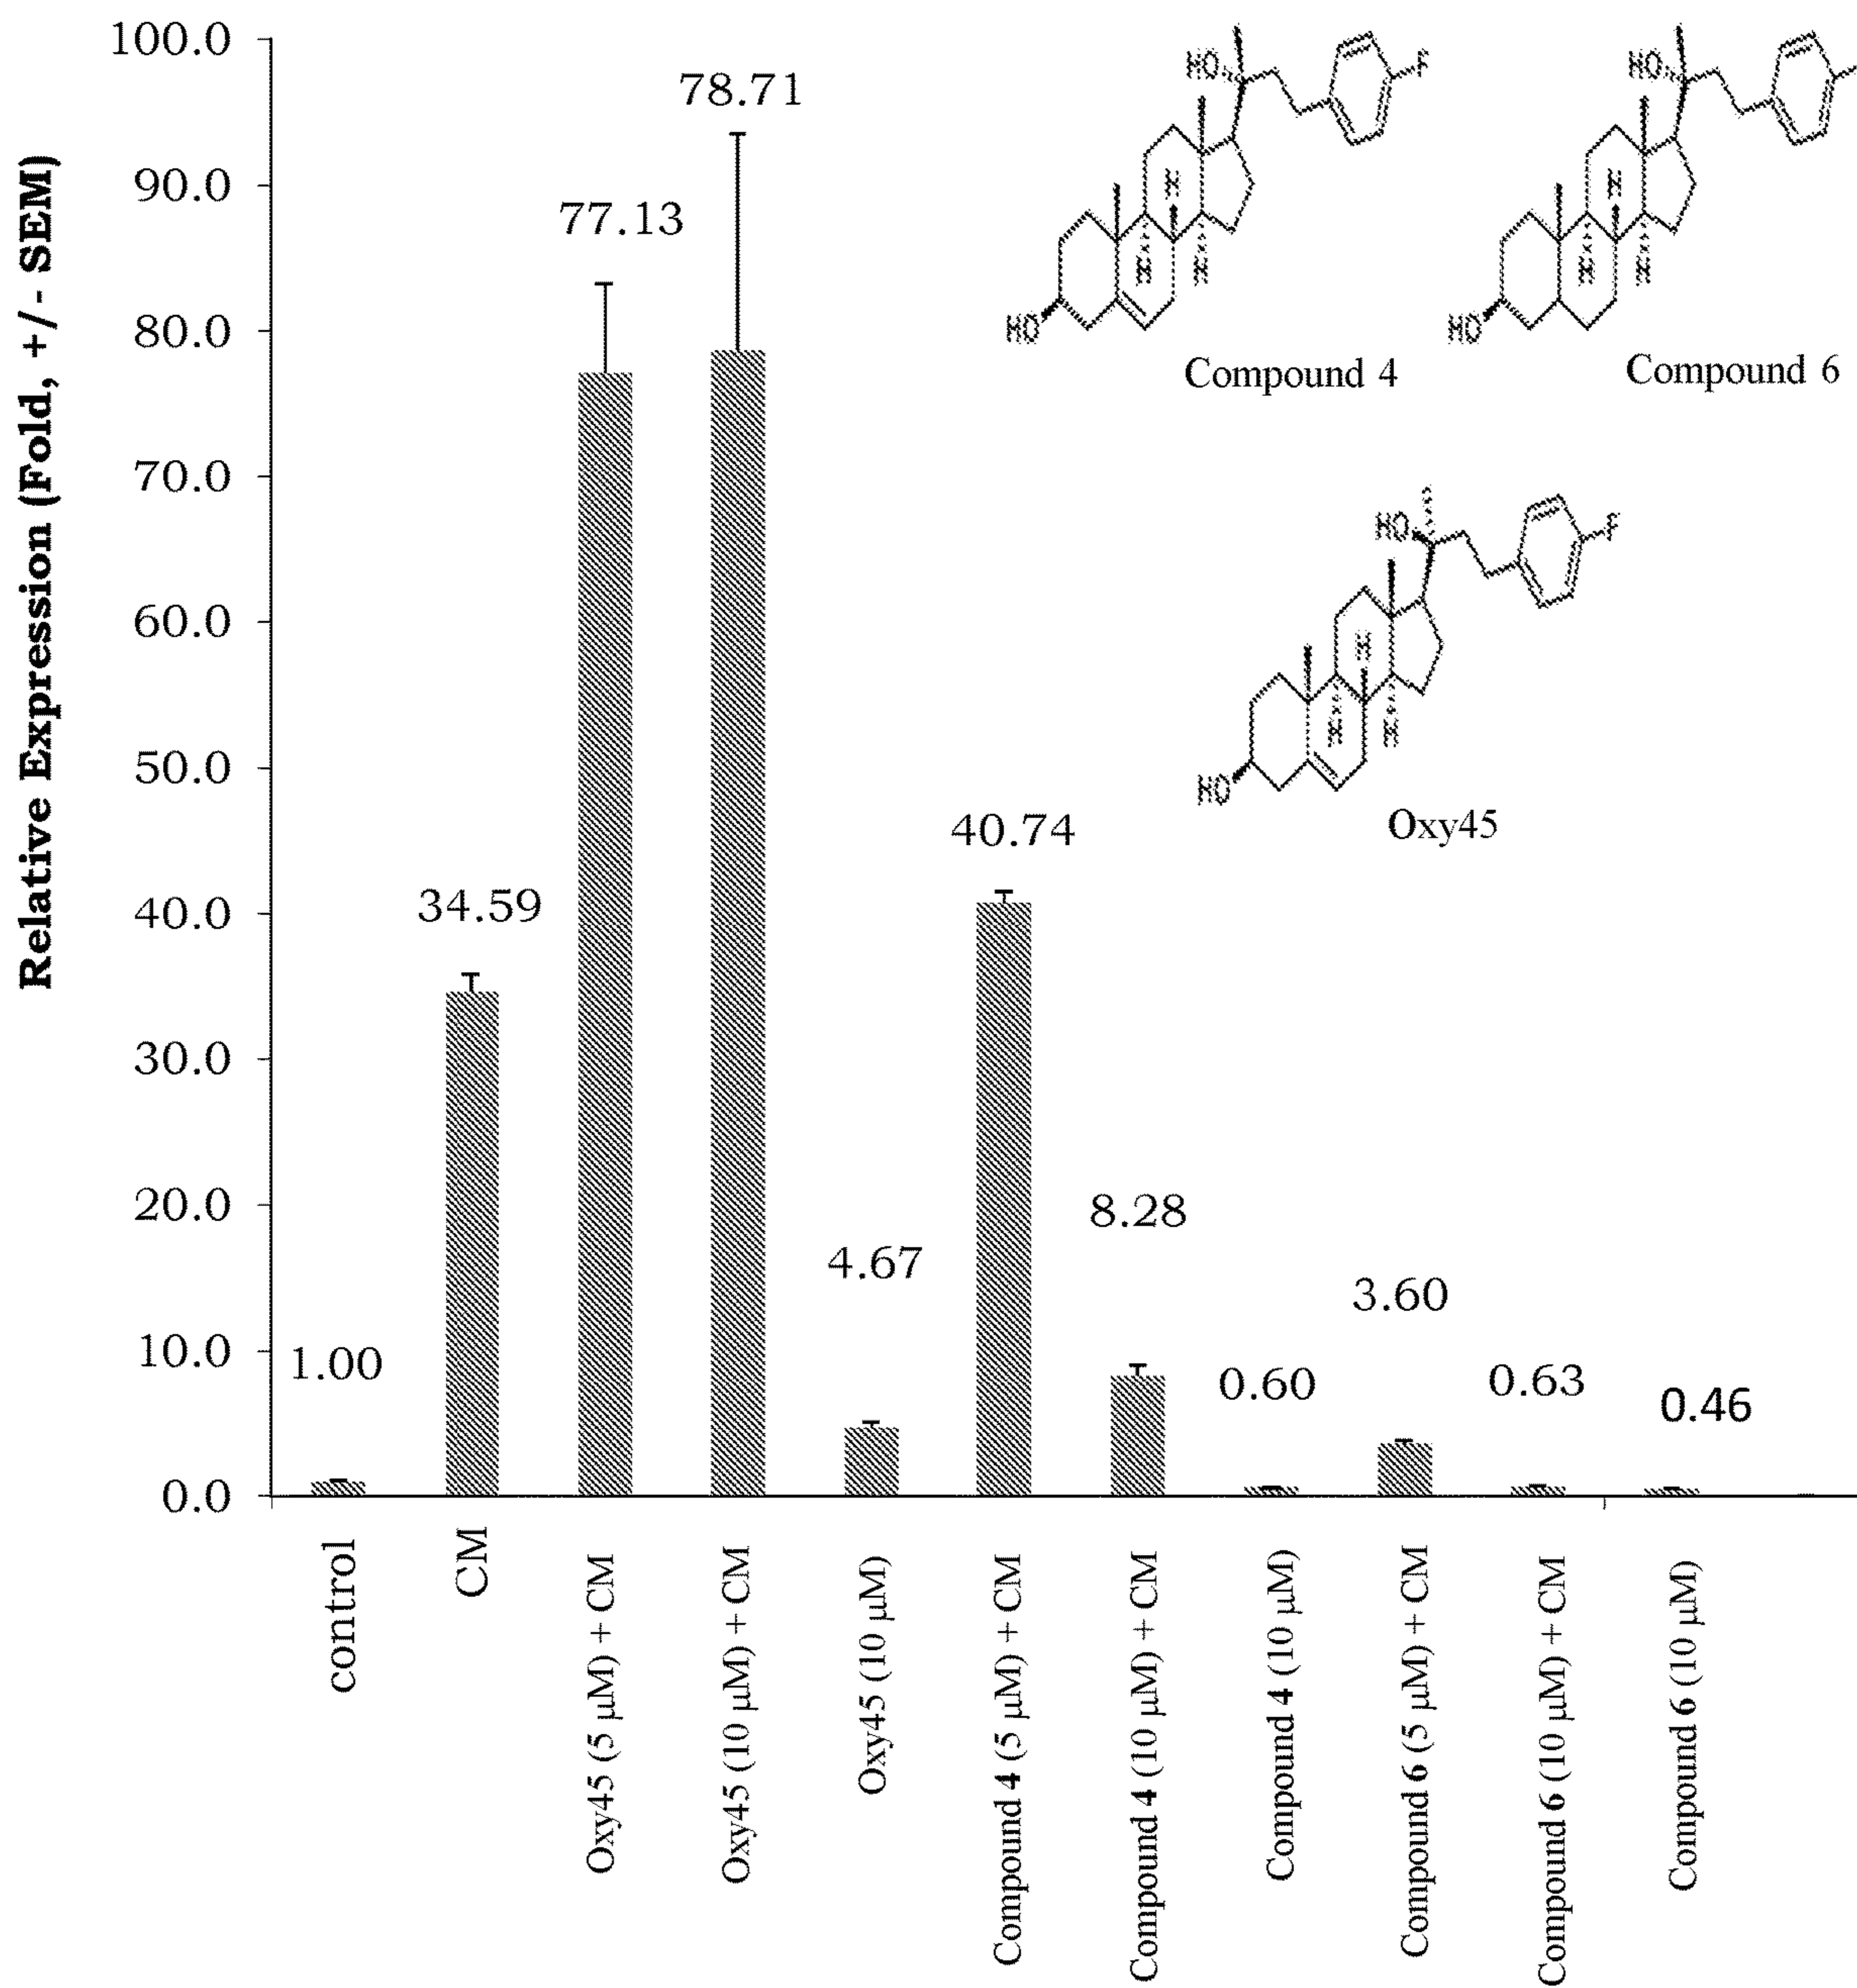 Relative Expression (Fold, +/- SEM)
100.0
90.0
80.0
70.0
60.0
50.0
40.0
30.0
20.0
10.0
0.0
1.00
34.59
77.13
78.71
4.67
40.74
8.28
0.60
3.60
0.63
0.46
control
CM
Oxy45 (5 µM) + CM
Oxy45 (10 µM) + CM
Oxy45 (10 µM)
Compound 4 (5 µM) + CM
Compound 4 (10 µM) + CM
Compound 4 (10 µM)
Compound 6 (5 µM) + CM
Compound 6 (10 µM) + CM
Compound 6 (10 µM)
HO
F
H
H
H
HO
Compound 4
HO
H
H
H
HO
Compound 6
HO
F
H
H
H
HO
Oxy45